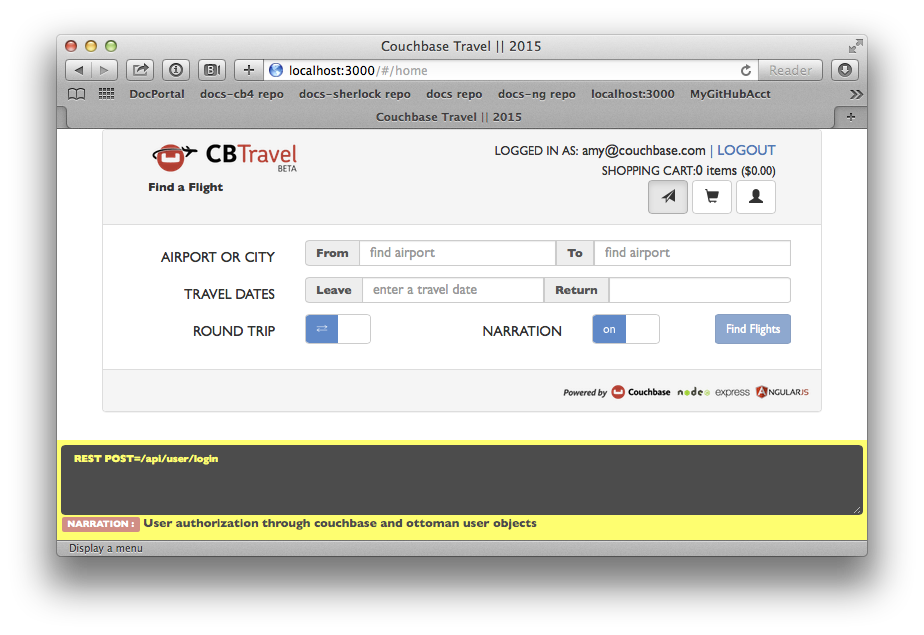 Couchbase Travel || 2015
localhost:3000/#/home
Reader
DocPortal docs-cb4 repo docs-sherlock repo docs repo docs-ng repo localhost:3000 MyGitHubAcct
Couchbase Travel || 2015
CBTravel
BETA
LOGGED IN AS: amy@couchbase.com | LOGOUT
SHOPPING CART:0 items ($0.00)
Find a Flight
AIRPORT OR CITY From find airport To find airport
TRAVEL DATES Leave enter a travel date Return
ROUND TRIP NARRATION on Find Flights
Powered by Couchbase node express ANGULARJS
REST POST=/api/user/login
NARRATION : User authorization through couchbase and ottoman user objects
Display a menu